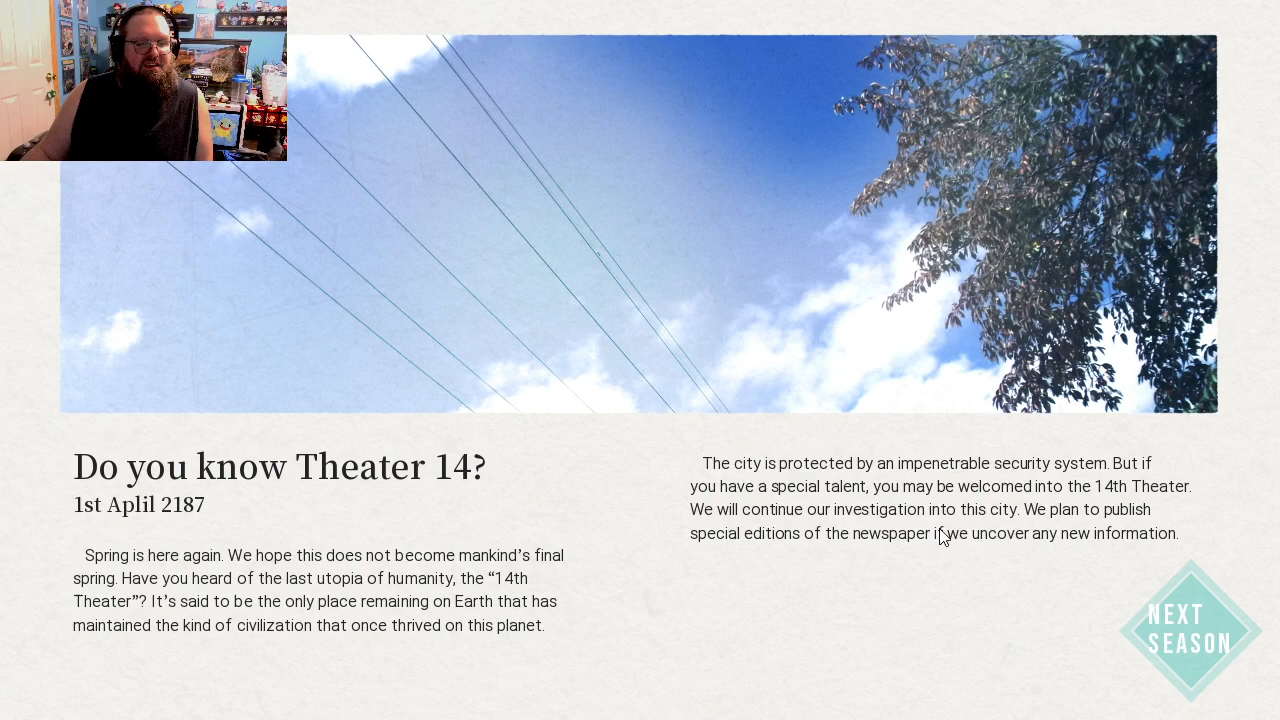 Do you know Theater 14?
1st Aplil 2187
Spring is here again. We hope this does not become mankind’s final
spring. Have you heard of the last utopia of humanity, the “14th
Theater”? It’s said to be the only place remaining on Earth that has
maintained the kind of civilization that once thrived on this planet.
The city is protected by an impenetrable security system. But if
you have a special talent, you may be welcomed into the 14th Theater.
We will continue our investigation into this city. We plan to publish
special editions of the newspaper if we uncover any new information.
NEXT
SEASON